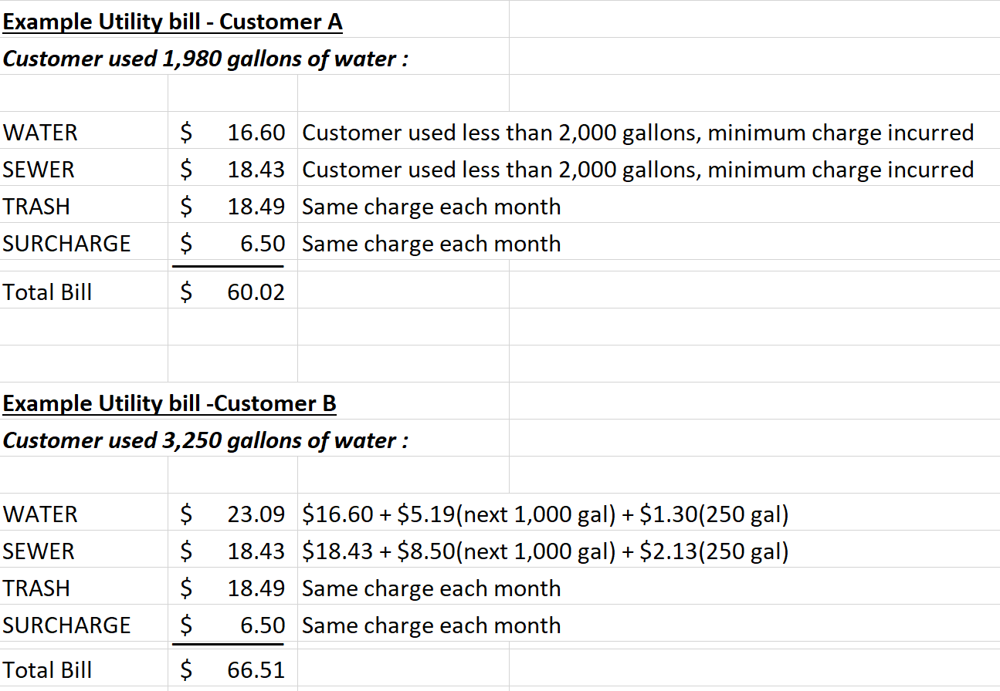 Example Utility bill - Customer A
Customer used 1,980 gallons of water :
WATER $ 16.60 Customer used less than 2,000 gallons, minimum charge incurred
SEWER $ 18.43 Customer used less than 2,000 gallons, minimum charge incurred
TRASH $ 18.49 Same charge each month
SURCHARGE $ 6.50 Same charge each month
Total Bill $ 60.02
Example Utility bill -Customer B
Customer used 3,250 gallons of water :
WATER $ 23.09 $16.60 + $5.19(next 1,000 gal) + $1.30(250 gal)
SEWER $ 18.43 $18.43 + $8.50(next 1,000 gal) + $2.13(250 gal)
TRASH $ 18.49 Same charge each month
SURCHARGE $ 6.50 Same charge each month
Total Bill $ 66.51